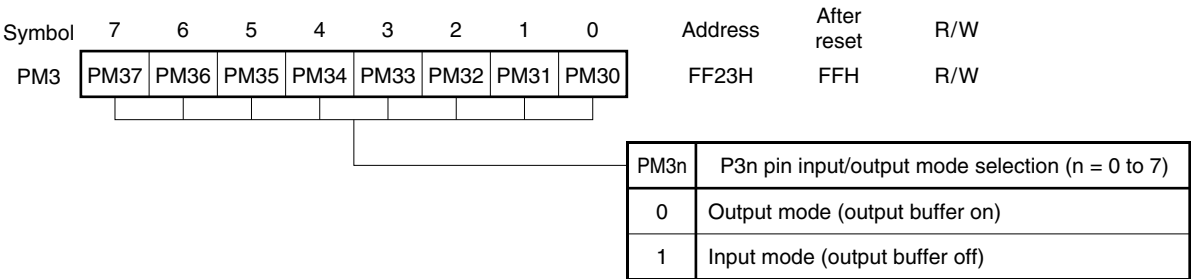 Symbol 7 6 5 4 3 2 1 0 Address After reset R/W
PM3 PM37 PM36 PM35 PM34 PM33 PM32 PM31 PM30 FF23H FFH R/W
PM3n P3n pin input/output mode selection (n = 0 to 7)
0 Output mode (output buffer on)
1 Input mode (output buffer off)